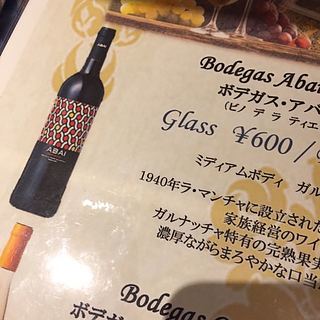 Bodegas Abai
ボデガス・アバ
(ビノ デ ラ ティエ
Glass ¥600/
ABAI
ミディアムボディ ガル
1940年ラ・マンチャに設立された
家族経営のワイ
ガルナッチャ特有の完熟果実
濃厚ながらまろやかな口当
Bodegas
ボデガ